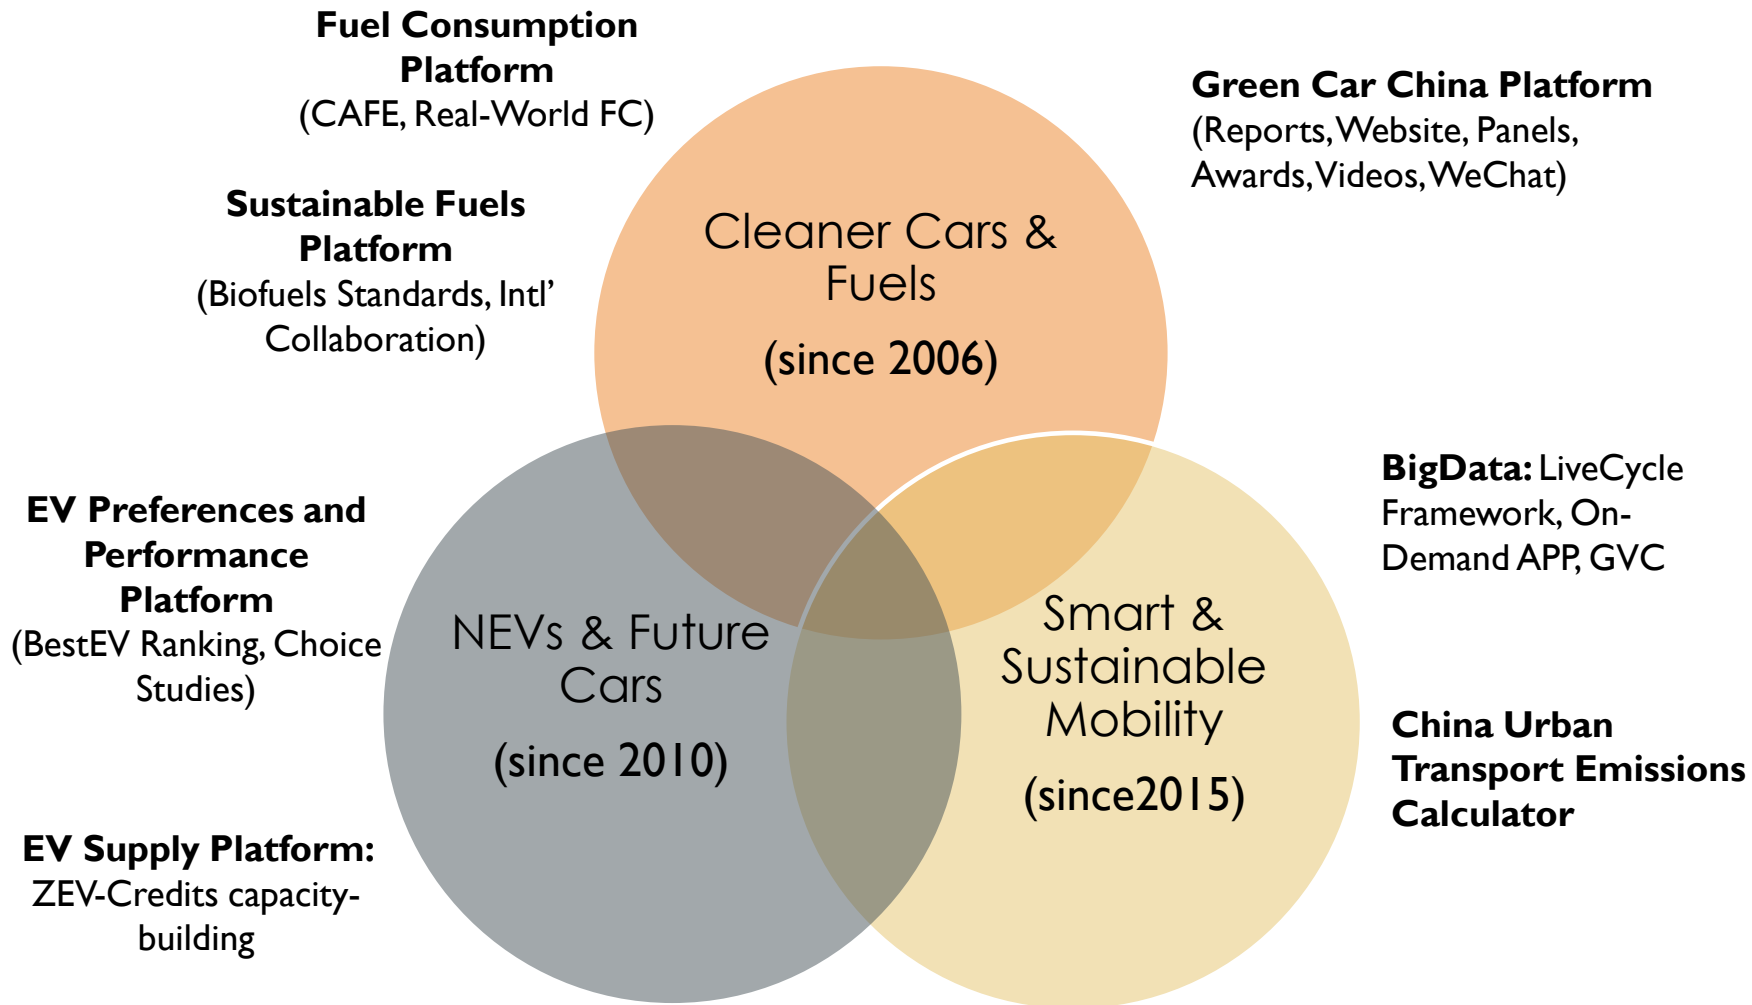 Fuel Consumption
Platform
(CAFE, Real-World FC)
Green Car China Platform
(Reports, Website, Panels,
Awards, Videos, WeChat)
Sustainable Fuels
Platform
(Biofuels Standards, Intl’
Collaboration)
Cleaner Cars &
Fuels
(since 2006)
BigData: LiveCycle
Framework, On-
Demand APP, GVC
EV Preferences and
Performance
Platform
(BestEV Ranking, Choice
Studies)
NEVs & Future
Cars
(since 2010)
Smart &
Sustainable
Mobility
(since2015)
China Urban
Transport Emissions
Calculator
EV Supply Platform:
ZEV-Credits capacity-
building